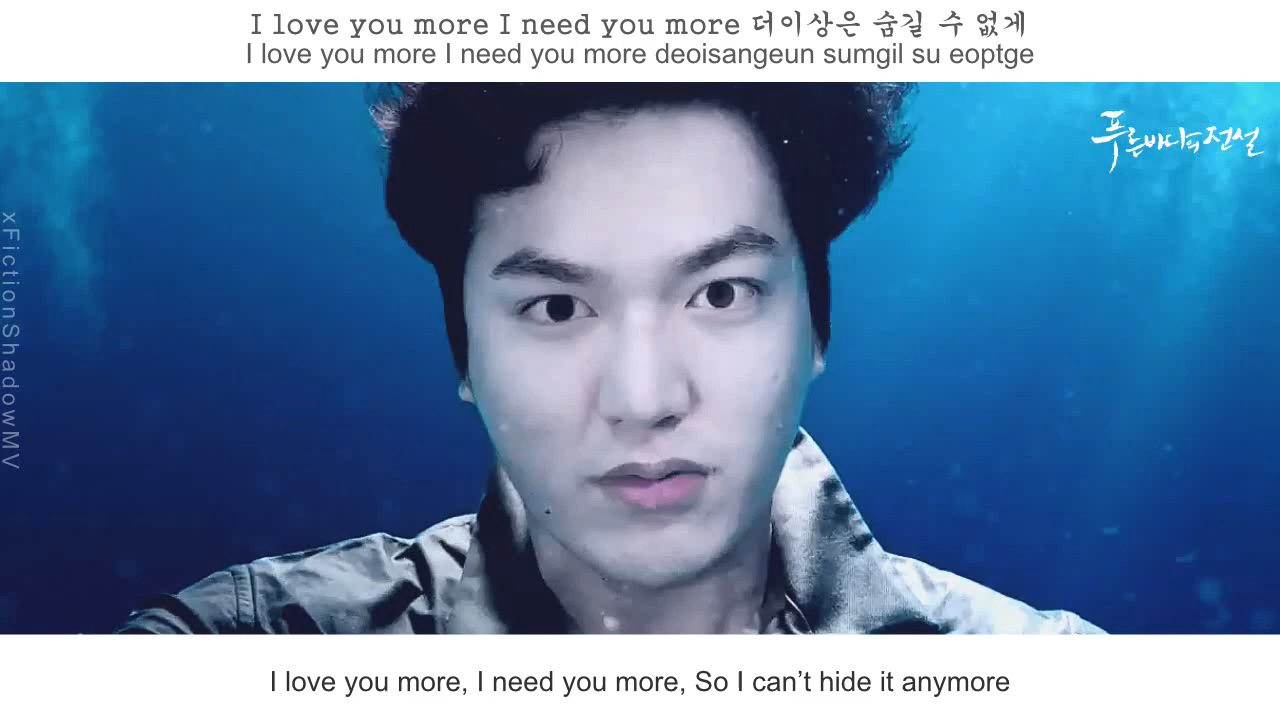 I love you more I need you more 더이상은 숨길 수 없게
I love you more I need you more deoisangeun sumgil su eoptge
푸른바다의 전설
xFictionShadowMV
I love you more, I need you more, So I can’t hide it anymore